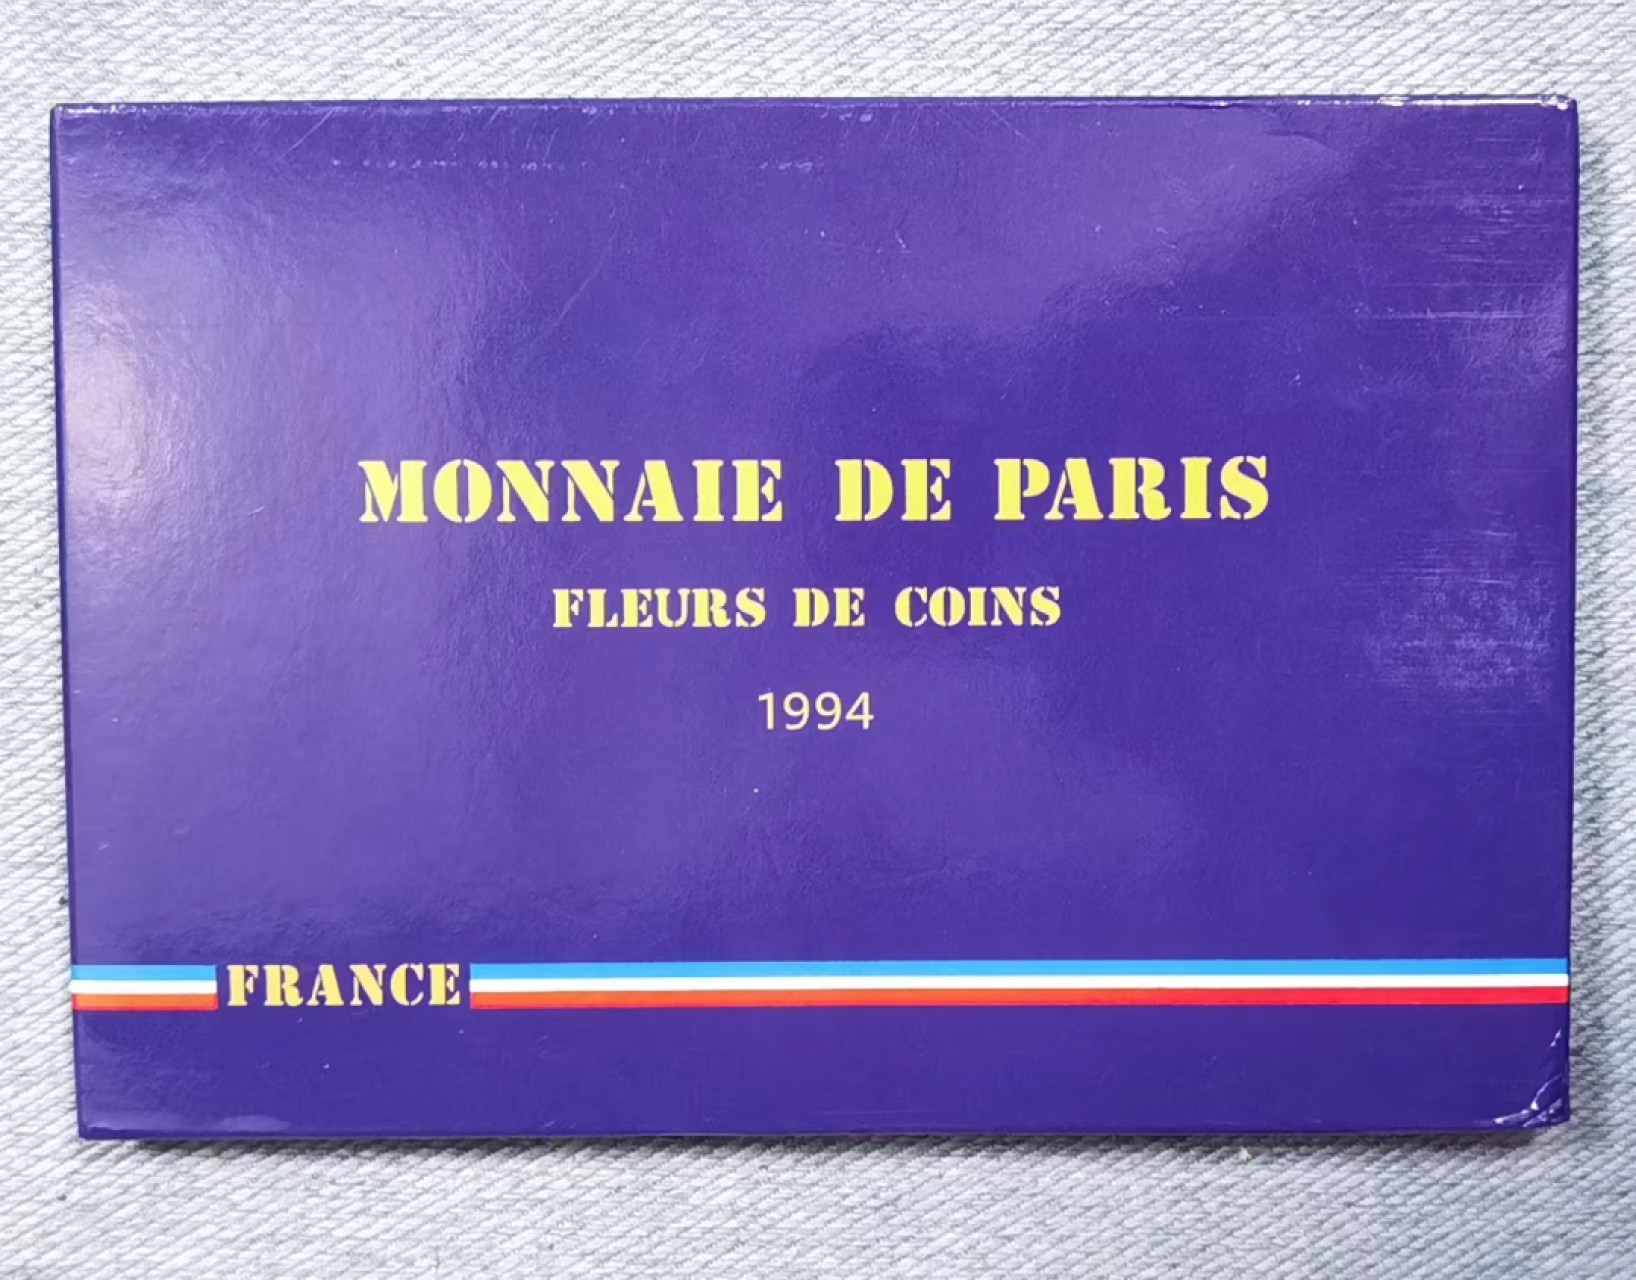 MONNAIE DE PARIS
FLEURS DE COINS
1994
FRANCE